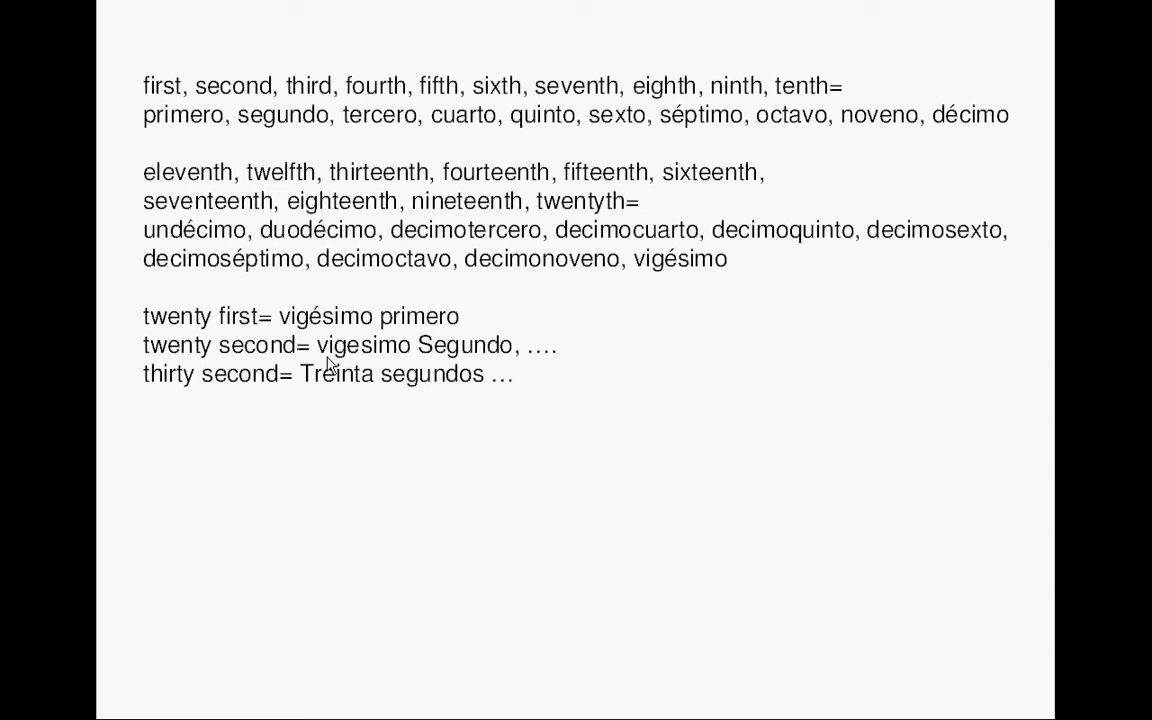 first, second, third, fourth, fifth, sixth, seventh, eighth, ninth, tenth=
primero, segundo, tercero, cuarto, quinto, sexto, séptimo, octavo, noveno, décimo
eleventh, twelfth, thirteenth, fourteenth, fifteenth, sixteenth,
seventeenth, eighteenth, nineteenth, twentyth=
undécimo, duodécimo, decimotercero, decimocuarto, decimoquinto, decimosexto,
decimoséptimo, decimoctavo, decimonoveno, vigésimo
twenty first= vigésimo primero
twenty second= vigesimo Segundo, ….
thirty second= Treinta segundos …